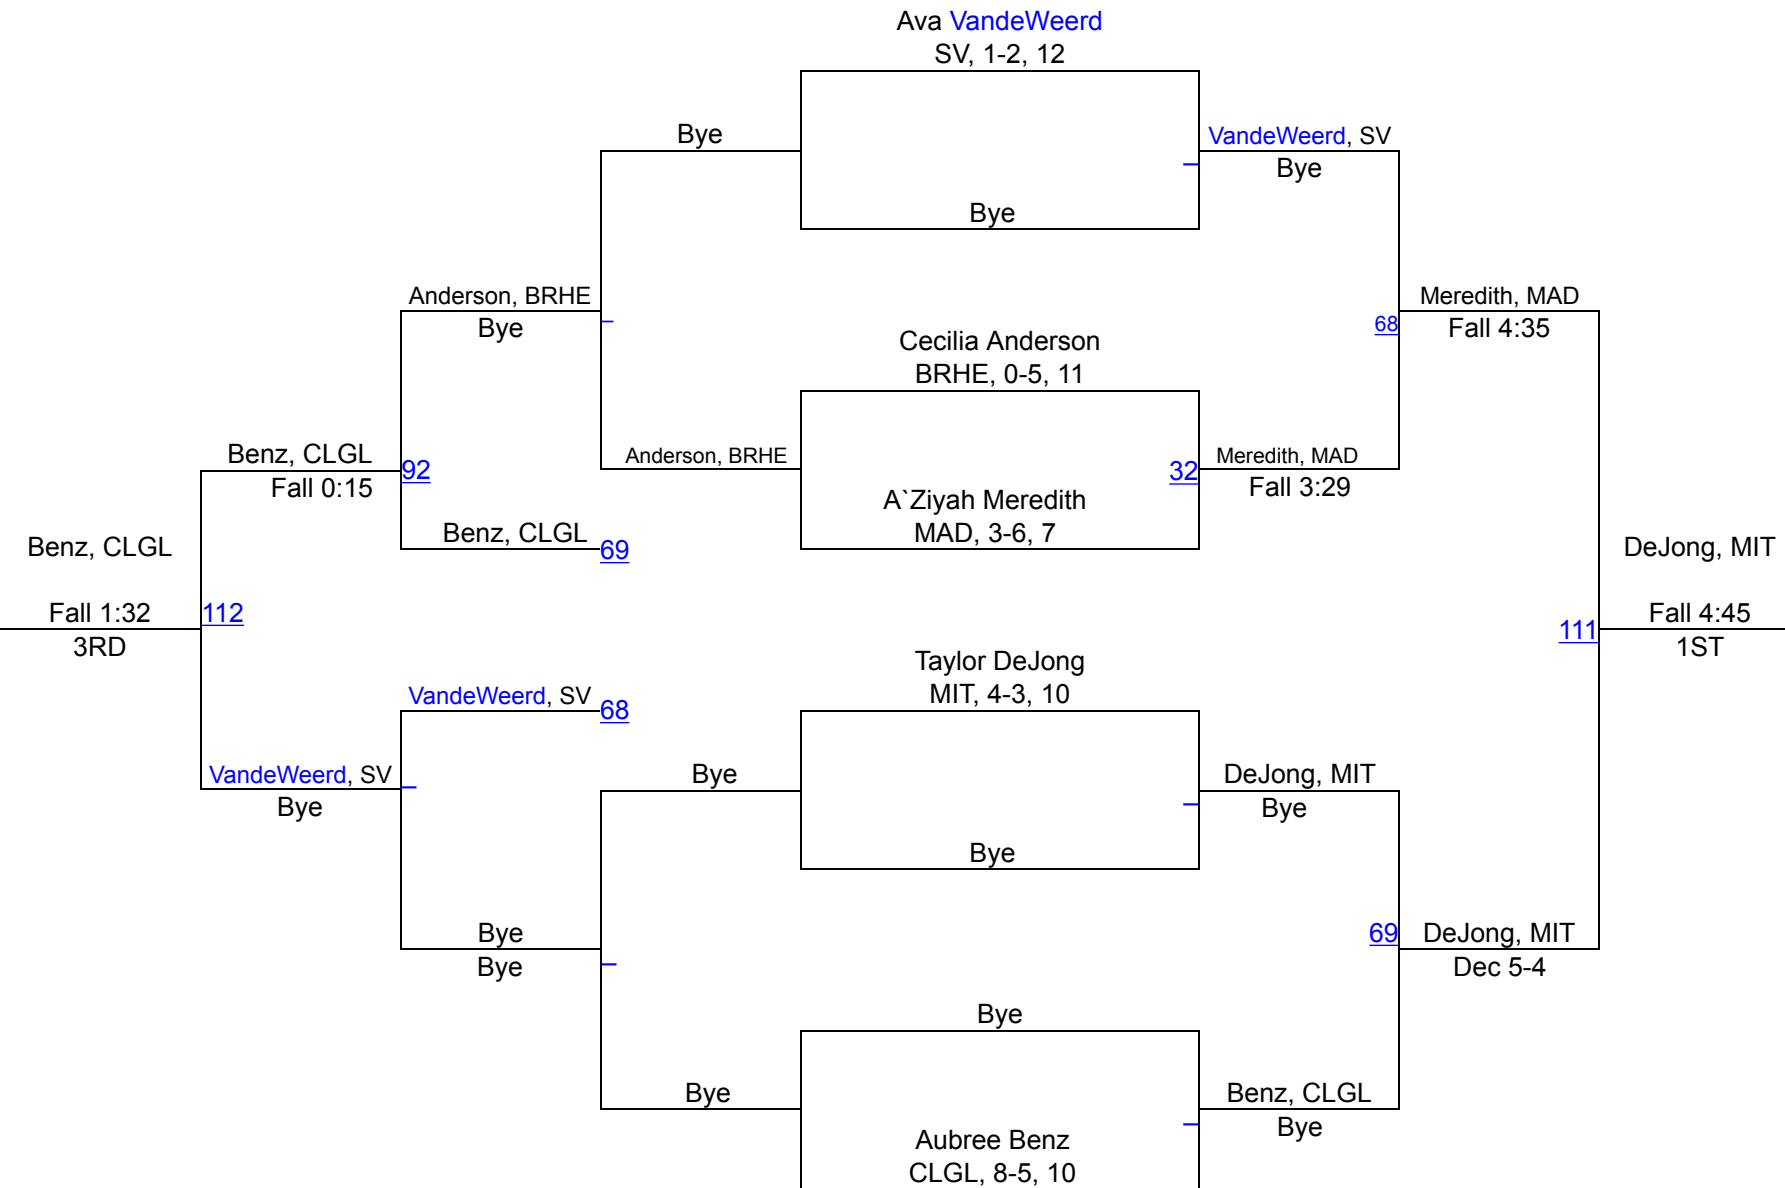 Ava VandeWeerd
SV, 1-2, 12
Bye
VandeWeerd, SV
Bye
Bye
Anderson, BRHE
Bye
Meredith, MAD
68
Fall 4:35
Cecilia Anderson
BRHE, 0-5, 11
Benz, CLGL
92
Fall 0:15
Anderson, BRHE
32
Meredith, MAD
Fall 3:29
A`Ziyah Meredith
MAD, 3-6, 7
Benz, CLGL
69
Benz, CLGL
Fall 1:32
112
3RD
DeJong, MIT
111
Fall 4:45
1ST
Taylor DeJong
MIT, 4-3, 10
VandeWeerd, SV
68
VandeWeerd, SV
Bye
Bye
DeJong, MIT
Bye
Bye
Bye
Bye
69
DeJong, MIT
Dec 5-4
Bye
Bye
Benz, CLGL
Bye
Aubree Benz
CLGL, 8-5, 10